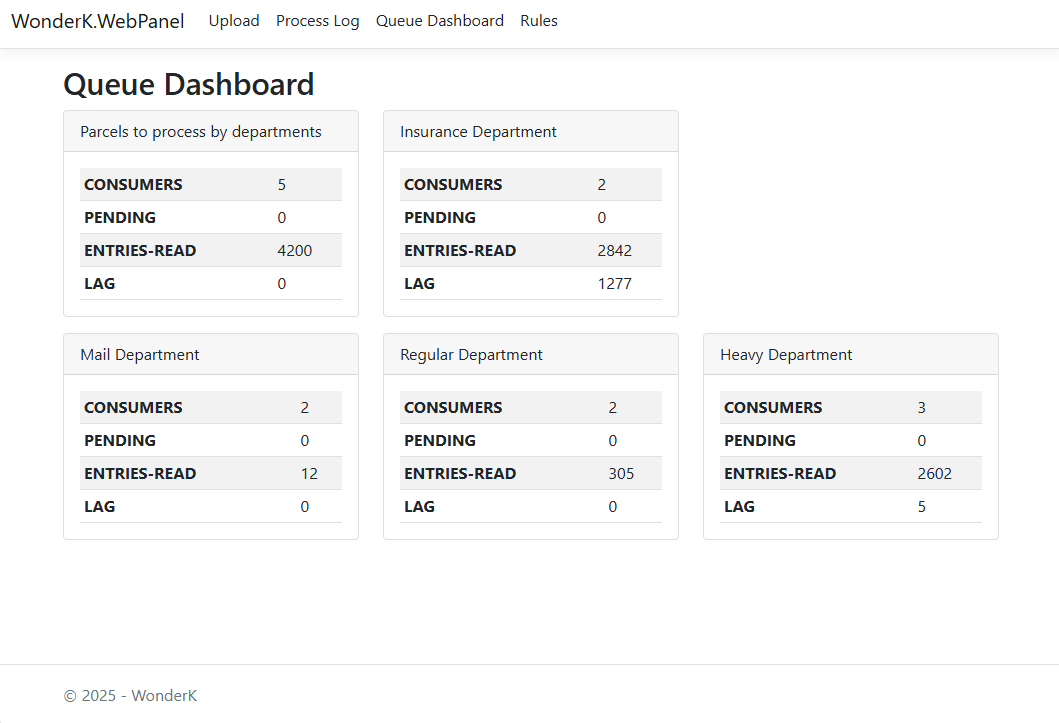 WonderK.WebPanel Upload Process Log Queue Dashboard Rules
Queue Dashboard
Parcels to process by departments
CONSUMERS 5
PENDING 0
ENTRIES-READ 4200
LAG 0
Insurance Department
CONSUMERS 2
PENDING 0
ENTRIES-READ 2842
LAG 1277
Mail Department
CONSUMERS 2
PENDING 0
ENTRIES-READ 12
LAG 0
Regular Department
CONSUMERS 2
PENDING 0
ENTRIES-READ 305
LAG 0
Heavy Department
CONSUMERS 3
PENDING 0
ENTRIES-READ 2602
LAG 5
© 2025 - WonderK